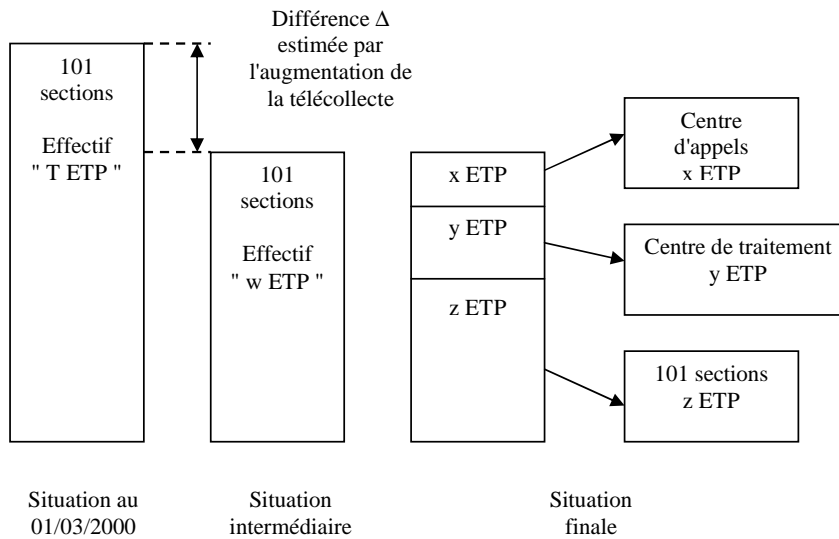 Différence Δ
estimée par
l'augmentation de
la télécollecte
101
sections
Effectif
" T ETP "
101
sections
Effectif
" w ETP "
x ETP
y ETP
z ETP
Centre
d'appels
x ETP
Centre de traitement
y ETP
101 sections
z ETP
Situation au
01/03/2000
Situation
intermédiaire
Situation
finale